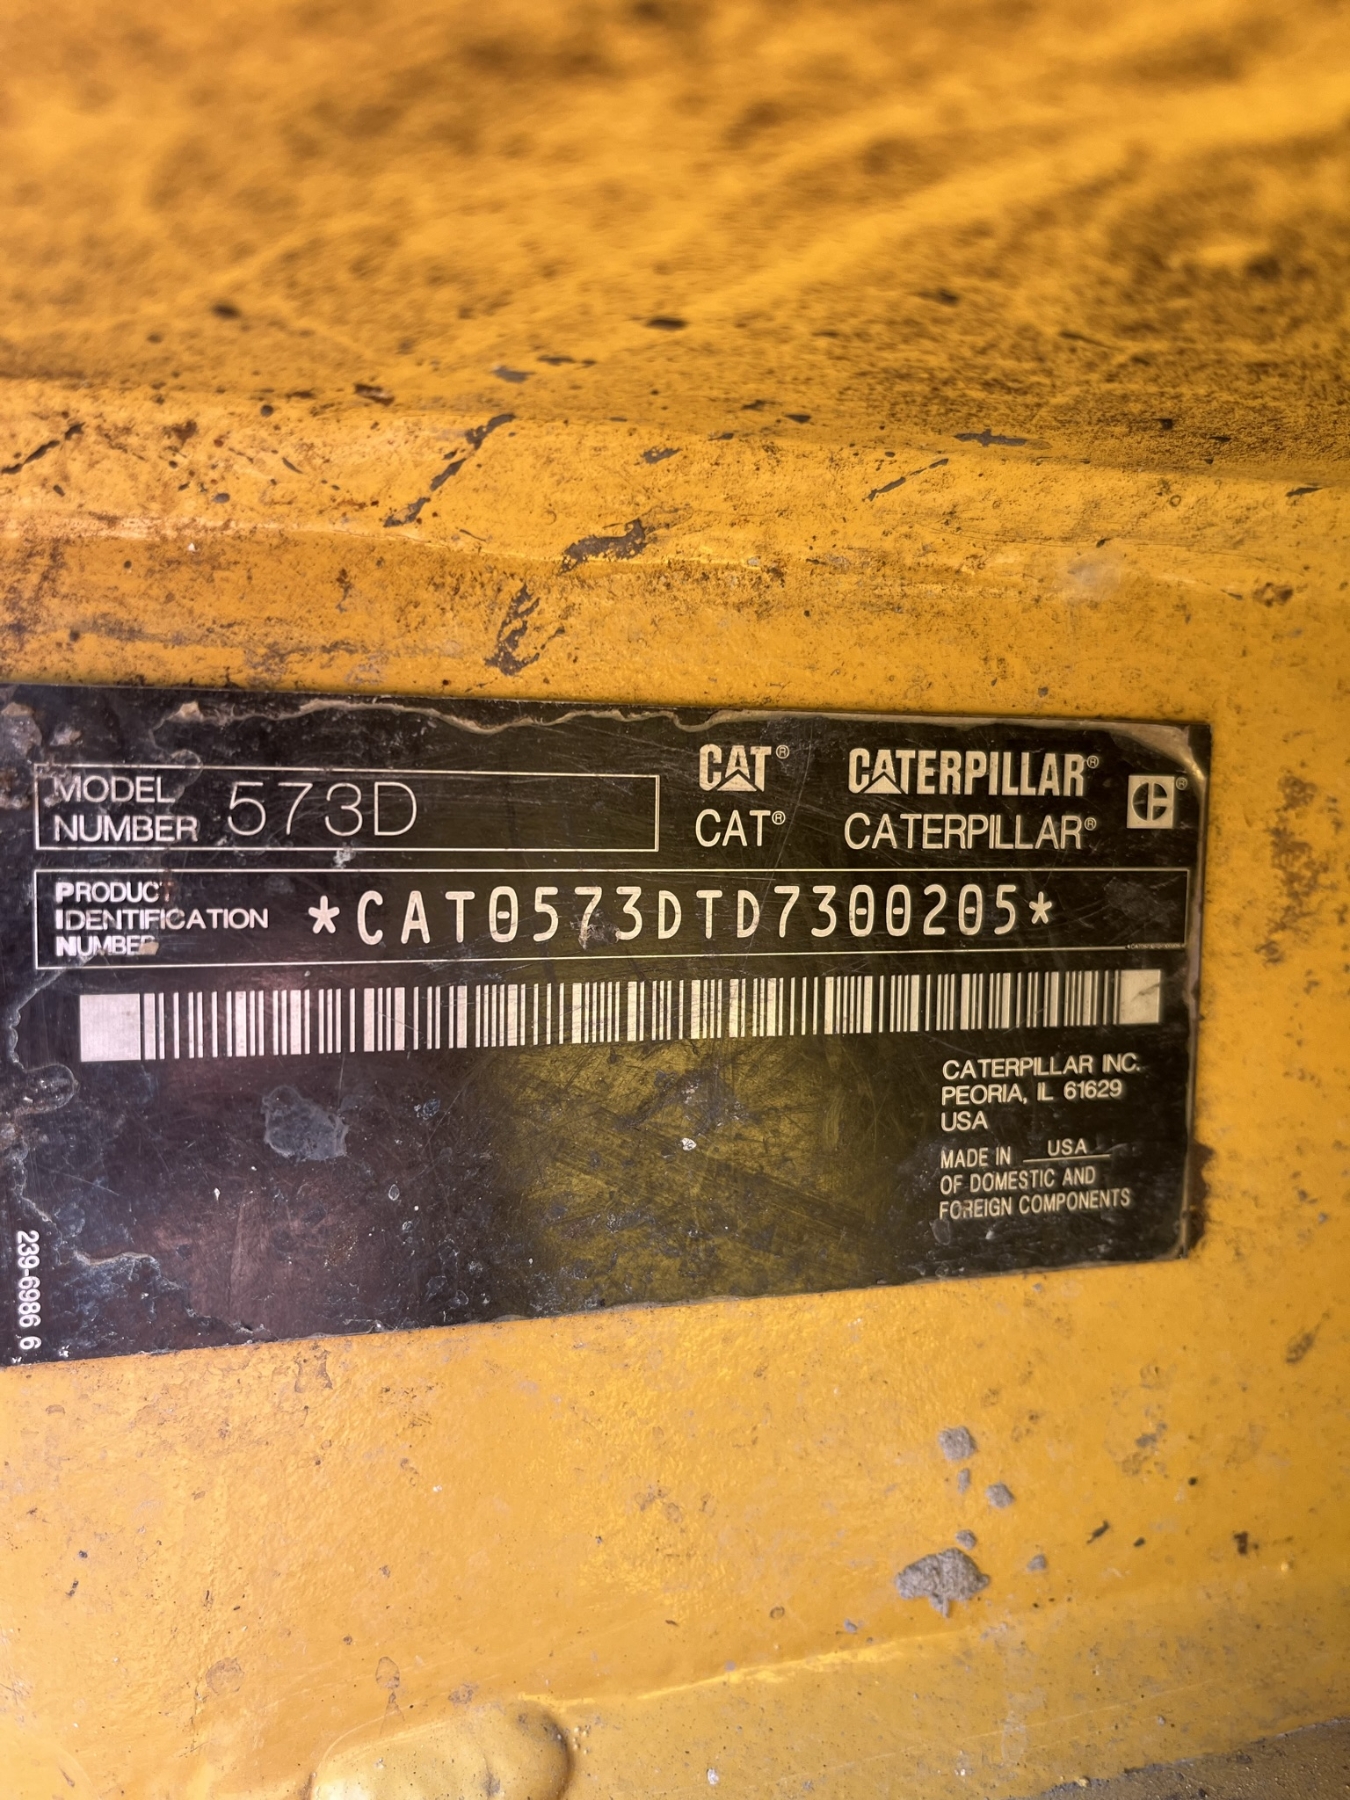 MODEL
NUMBER 573D
CAT® CATERPILLAR®
CAT® CATERPILLAR®
PRODUCT
IDENTIFICATION
NUMBER
*CAT0573DTD7300205*
CATERPILLAR INC.
PEORIA, IL 61629
USA
MADE IN USA
OF DOMESTIC AND
FOREIGN COMPONENTS
239-6986 6